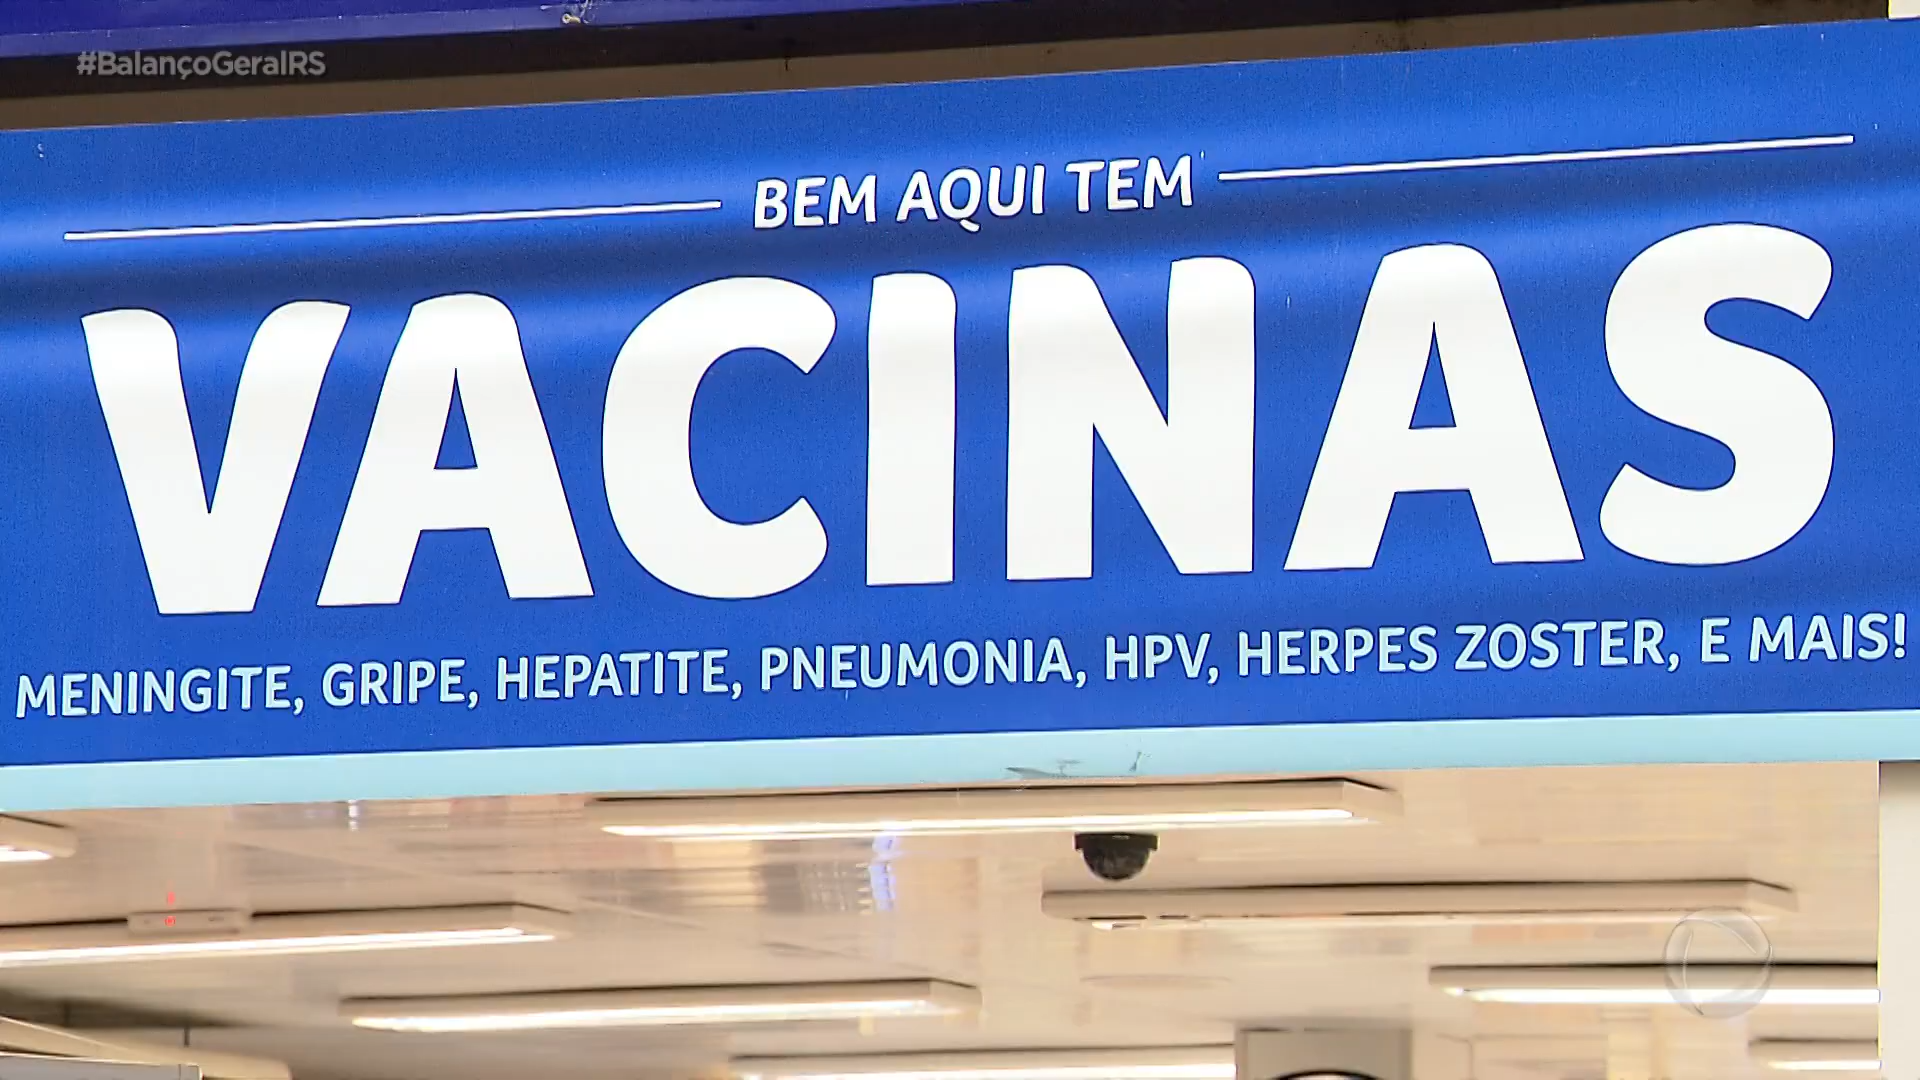 #BalançoGeralRS
BEM AQUI TEM
VACINAS
MENINGITE, GRIPE, HEPATITE, PNEUMONIA, HPV, HERPES ZOSTER, E MAIS!